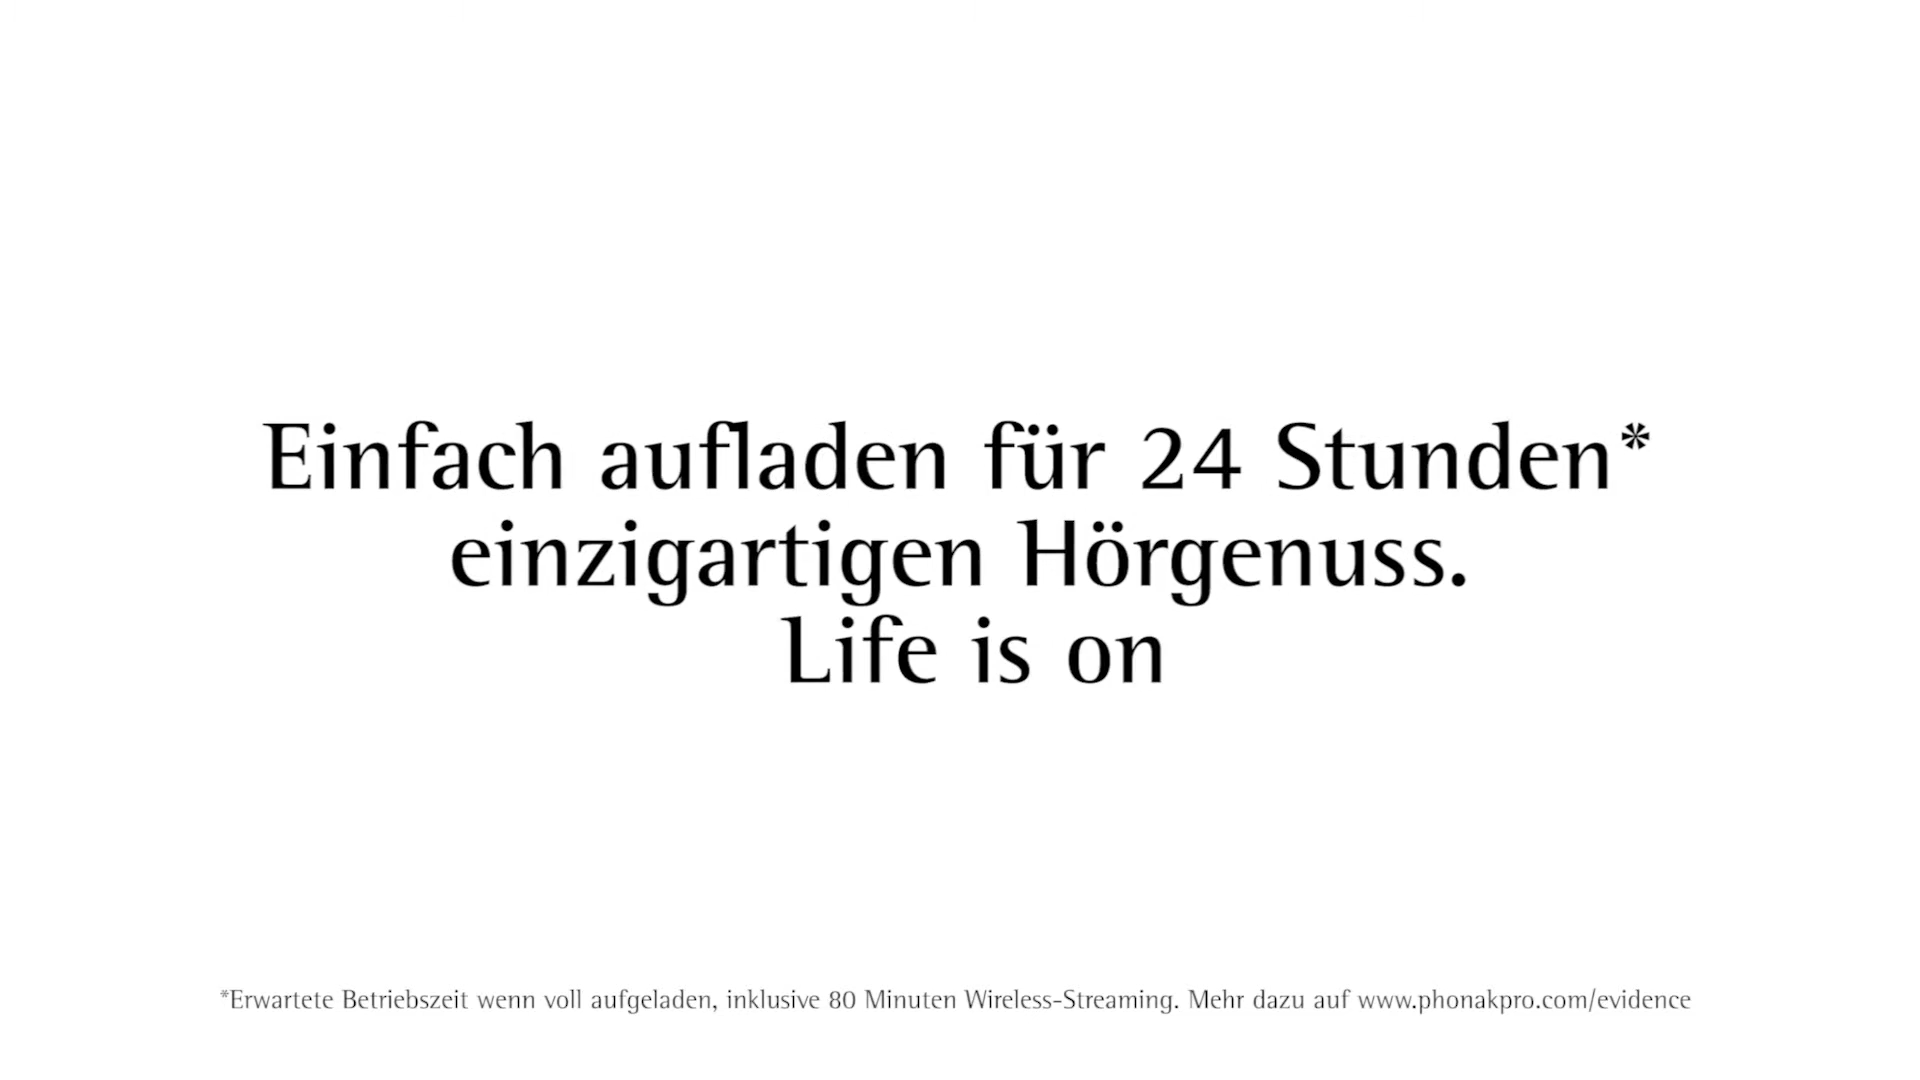 Einfach aufladen für 24 Stunden*
einzigartigen Hörgenuss.
Life is on
*Erwartete Betriebszeit wenn voll aufgeladen, inklusive 80 Minuten Wireless-Streaming. Mehr dazu auf www.phonakpro.com/evidence